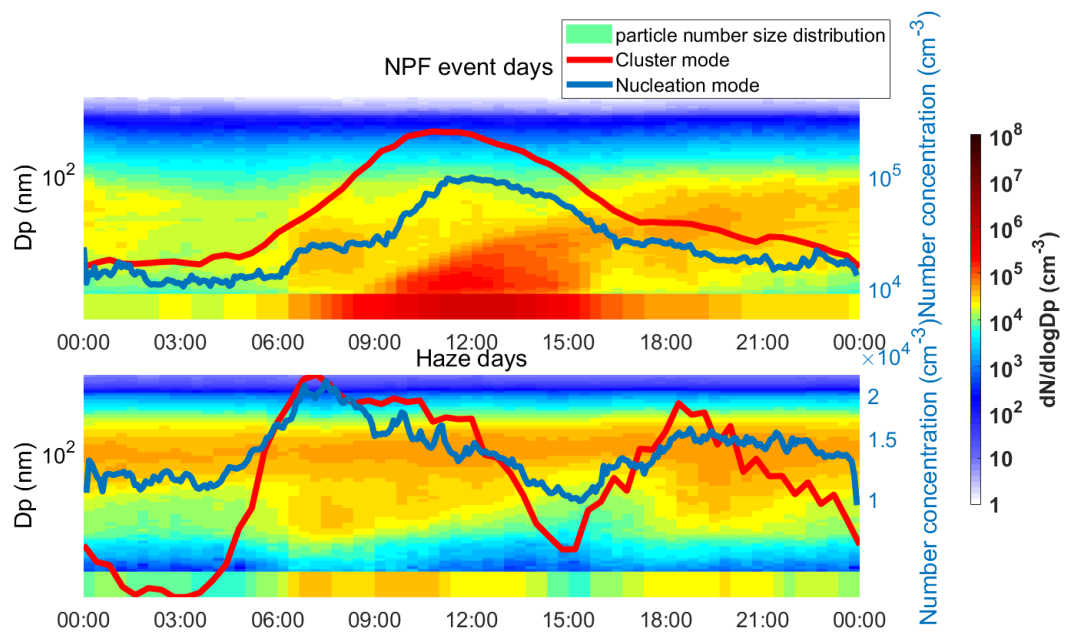 particle number size distribution
Cluster mode
Nucleation mode
NPF event days
Dp (nm)
10^2
10^5
10^4
Number concentration (cm^-3)
00:00 03:00 06:00 09:00 12:00 15:00 18:00 21:00 00:00
Haze days
×10^4
Dp (nm)
10^2
2
1.5
1
Number concentration (cm^-3)
00:00 03:00 06:00 09:00 12:00 15:00 18:00 21:00 00:00
10^8
10^7
10^6
10^5
10^4
10^3
10^2
10
1
dN/dlogDp (cm^-3)